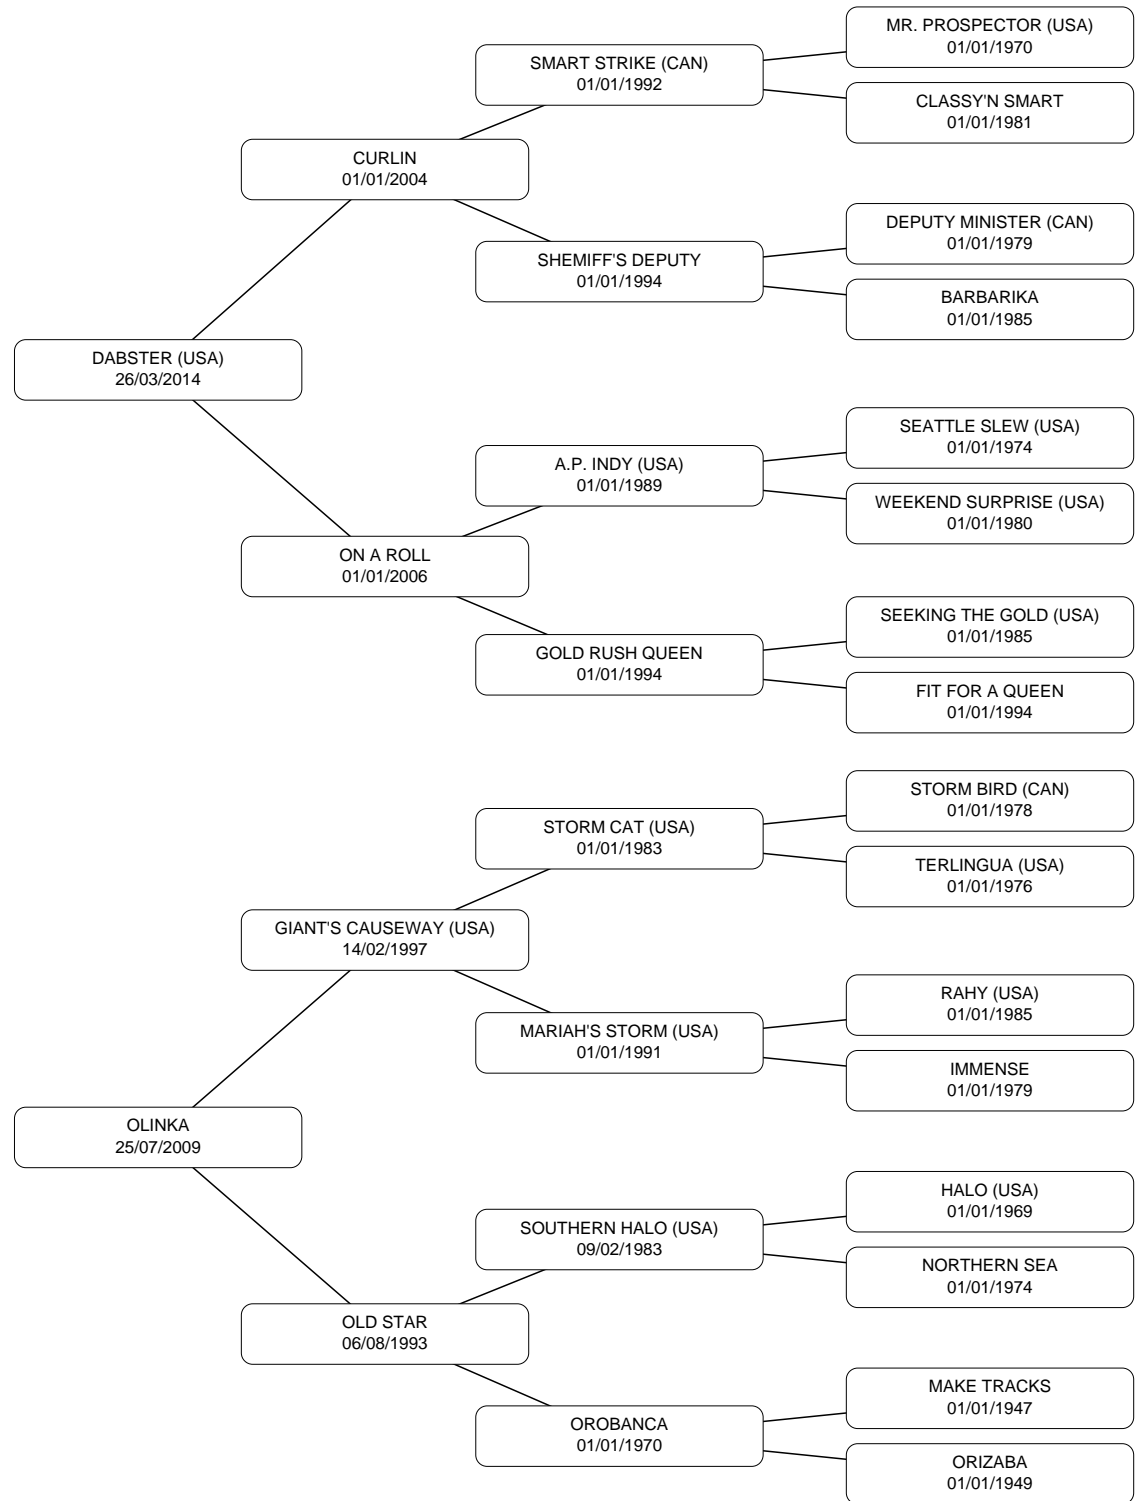 MR. PROSPECTOR (USA)
01/01/1970
SMART STRIKE (CAN)
01/01/1992
CLASSY'N SMART
01/01/1981
CURLIN
01/01/2004
DEPUTY MINISTER (CAN)
01/01/1979
SHEMIFF'S DEPUTY
01/01/1994
BARBARIKA
01/01/1985
DABSTER (USA)
26/03/2014
SEATTLE SLEW (USA)
01/01/1974
A.P. INDY (USA)
01/01/1989
WEEKEND SURPRISE (USA)
01/01/1980
ON A ROLL
01/01/2006
SEEKING THE GOLD (USA)
01/01/1985
GOLD RUSH QUEEN
01/01/1994
FIT FOR A QUEEN
01/01/1994
STORM BIRD (CAN)
01/01/1978
STORM CAT (USA)
01/01/1983
TERLINGUA (USA)
01/01/1976
GIANT'S CAUSEWAY (USA)
14/02/1997
RAHY (USA)
01/01/1985
MARIAH'S STORM (USA)
01/01/1991
IMMENSE
01/01/1979
OLINKA
25/07/2009
HALO (USA)
01/01/1969
SOUTHERN HALO (USA)
09/02/1983
NORTHERN SEA
01/01/1974
OLD STAR
06/08/1993
MAKE TRACKS
01/01/1947
OROBANCA
01/01/1970
ORIZABA
01/01/1949